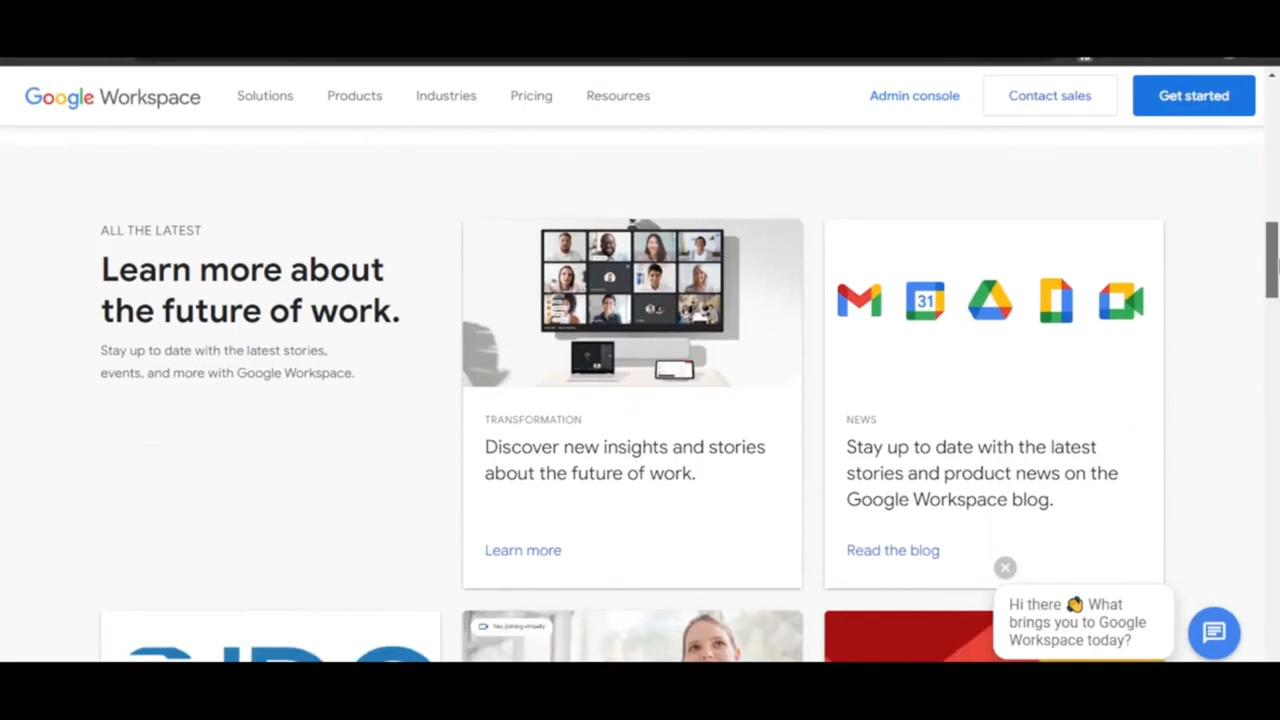 Google Workspace
Solutions
Products
Industries
Pricing
Resources
Admin console
Contact sales
Get started
ALL THE LATEST
Learn more about
the future of work.
Stay up to date with the latest stories,
events, and more with Google Workspace.
TRANSFORMATION
Discover new insights and stories
about the future of work.
Learn more
31
NEWS
Stay up to date with the latest
stories and product news on the
Google Workspace blog.
Read the blog
Hi there 👋 What
brings you to Google
Workspace today?
Yes, joining virtually